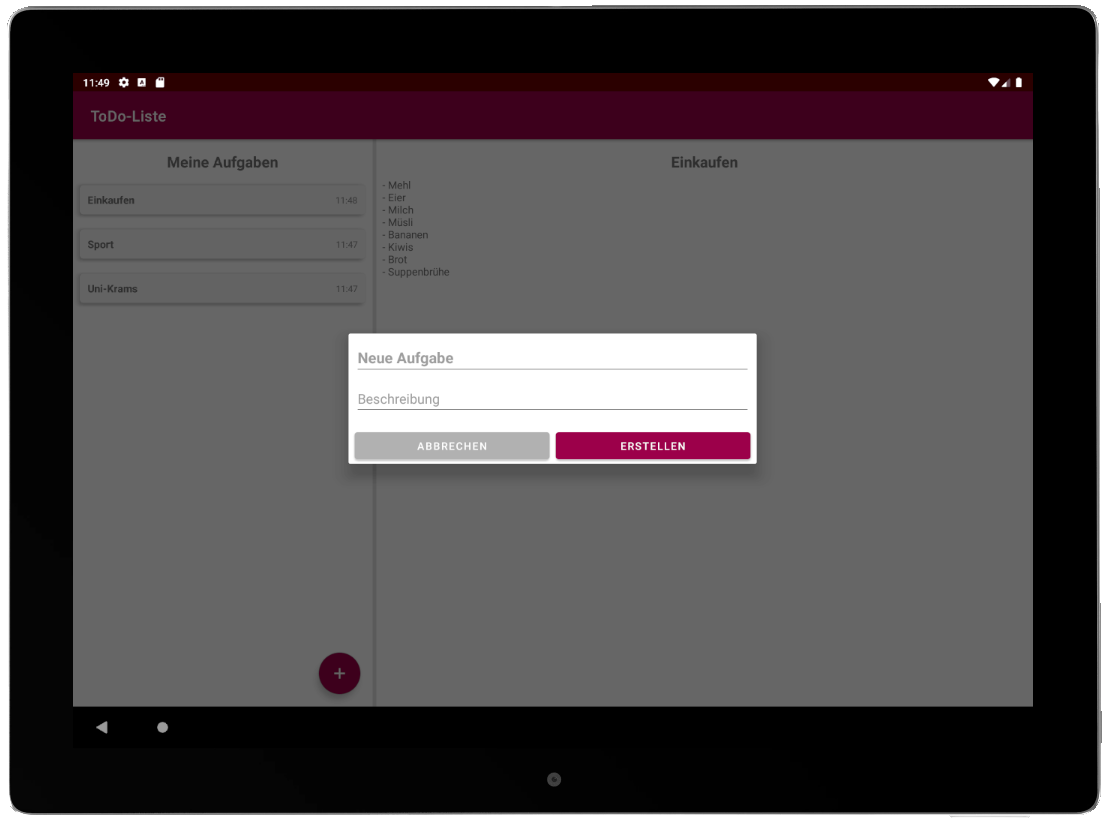 11:49
ToDo-Liste
Meine Aufgaben
Einkaufen 11:48
Sport 11:47
Uni-Krams 11:47
Einkaufen
- Mehl
- Eier
- Milch
- Müsli
- Bananen
- Kiwis
- Brot
- Suppenbrühe
Neue Aufgabe
Beschreibung
ABBRECHEN ERSTELLEN
+